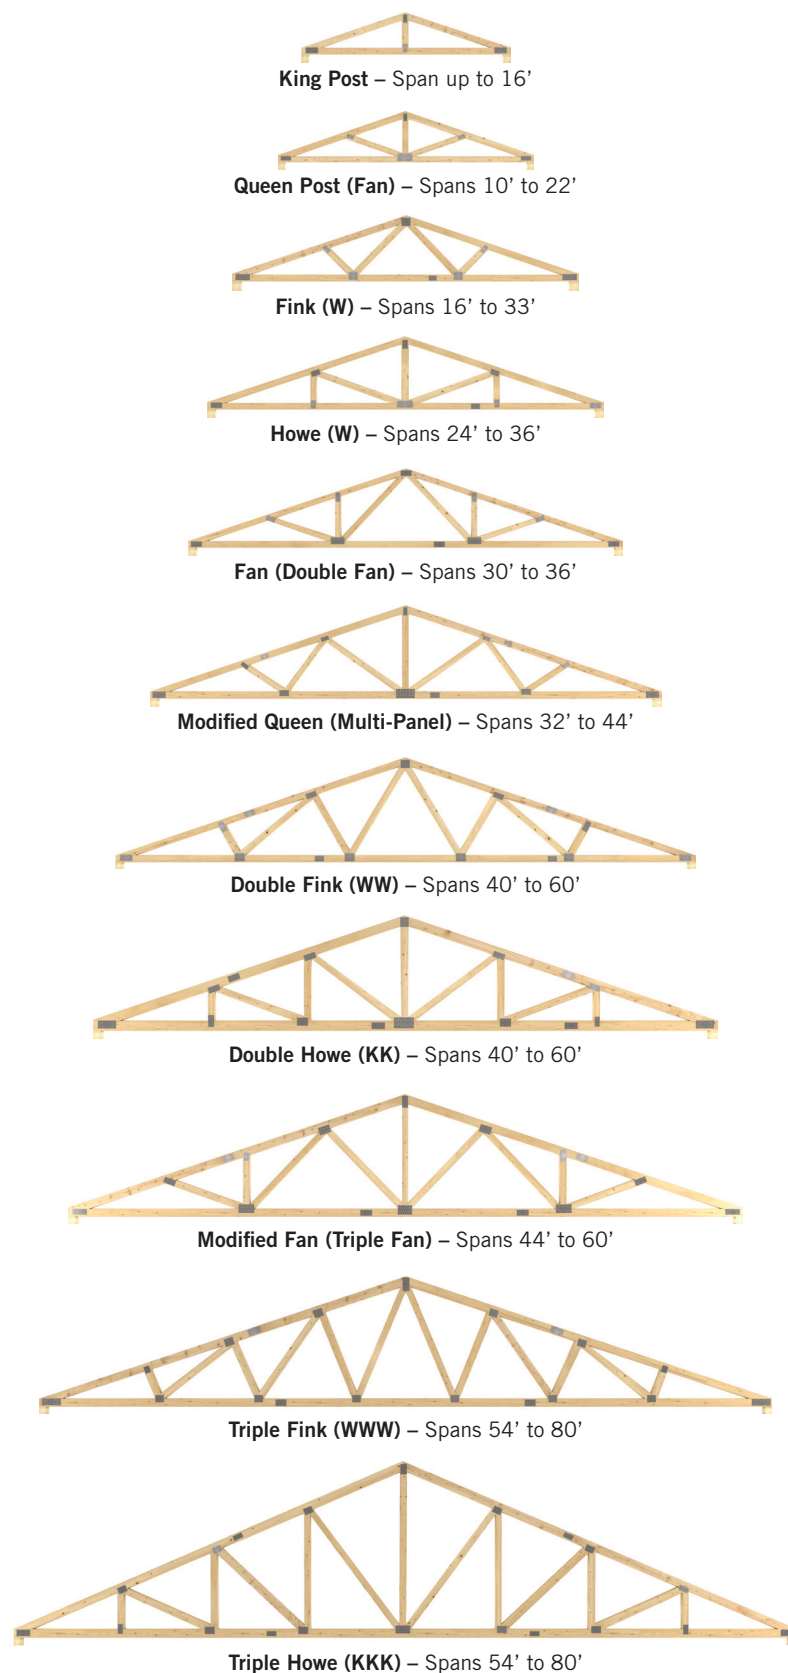 King Post – Span up to 16’
Queen Post (Fan) – Spans 10’ to 22’
Fink (W) – Spans 16’ to 33’
Howe (W) – Spans 24’ to 36’
Fan (Double Fan) – Spans 30’ to 36’
Modified Queen (Multi-Panel) – Spans 32’ to 44’
Double Fink (WW) – Spans 40’ to 60’
Double Howe (KK) – Spans 40’ to 60’
Modified Fan (Triple Fan) – Spans 44’ to 60’
Triple Fink (WWW) – Spans 54’ to 80’
Triple Howe (KKK) – Spans 54’ to 80’